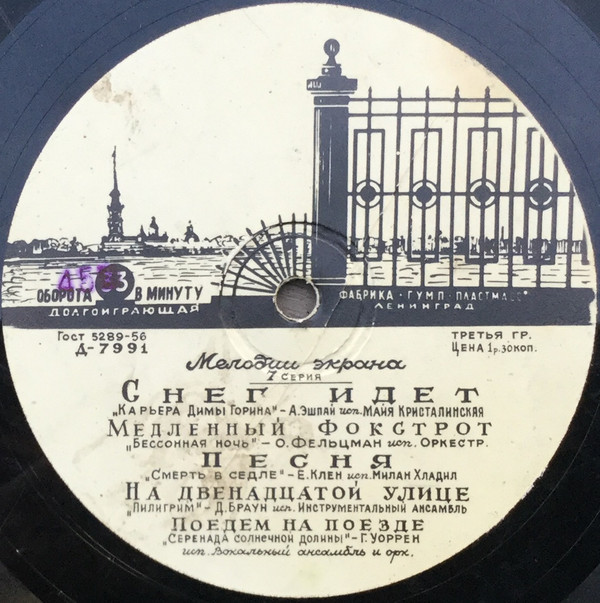 33
ОБОРОТА В МИНУТУ
ДОЛГОИГРАЮЩАЯ
ФАБРИКА · ГУМП · ПЛАСТМАСС
ЛЕНИНГРАД
ГОСТ 5289-56
Д-7991
ТРЕТЬЯ ГР.
ЦЕНА 1р.30коп.
Мелодии экрана
7 СЕРИЯ
СНЕГ ИДЕТ
„КАРЬЕРА ДИМЫ ГОРИНА" – А.ЭШПАЙ исп. МАЙЯ КРИСТАЛИНСКАЯ
МЕДЛЕННЫЙ ФОКСТРОТ
„БЕССОННАЯ НОЧЬ" – О.ФЕЛЬЦМАН исп. ОРКЕСТР.
ПЕСНЯ
„СМЕРТЬ В СЕДЛЕ" – Е.КЛЕН исп. МИЛАН ХЛАДИЛ
НА ДВЕНАДЦАТОЙ УЛИЦЕ
„ПИЛИГРИМ" – Д.БРАУН исп. ИНСТРУМЕНТАЛЬНЫЙ АНСАМБЛЬ
ПОЕДЕМ НА ПОЕЗДЕ
„СЕРЕНАДА СОЛНЕЧНОЙ ДОЛИНЫ" – Г.УОРРЕН
исп. Вокальный ансамбль и орк.